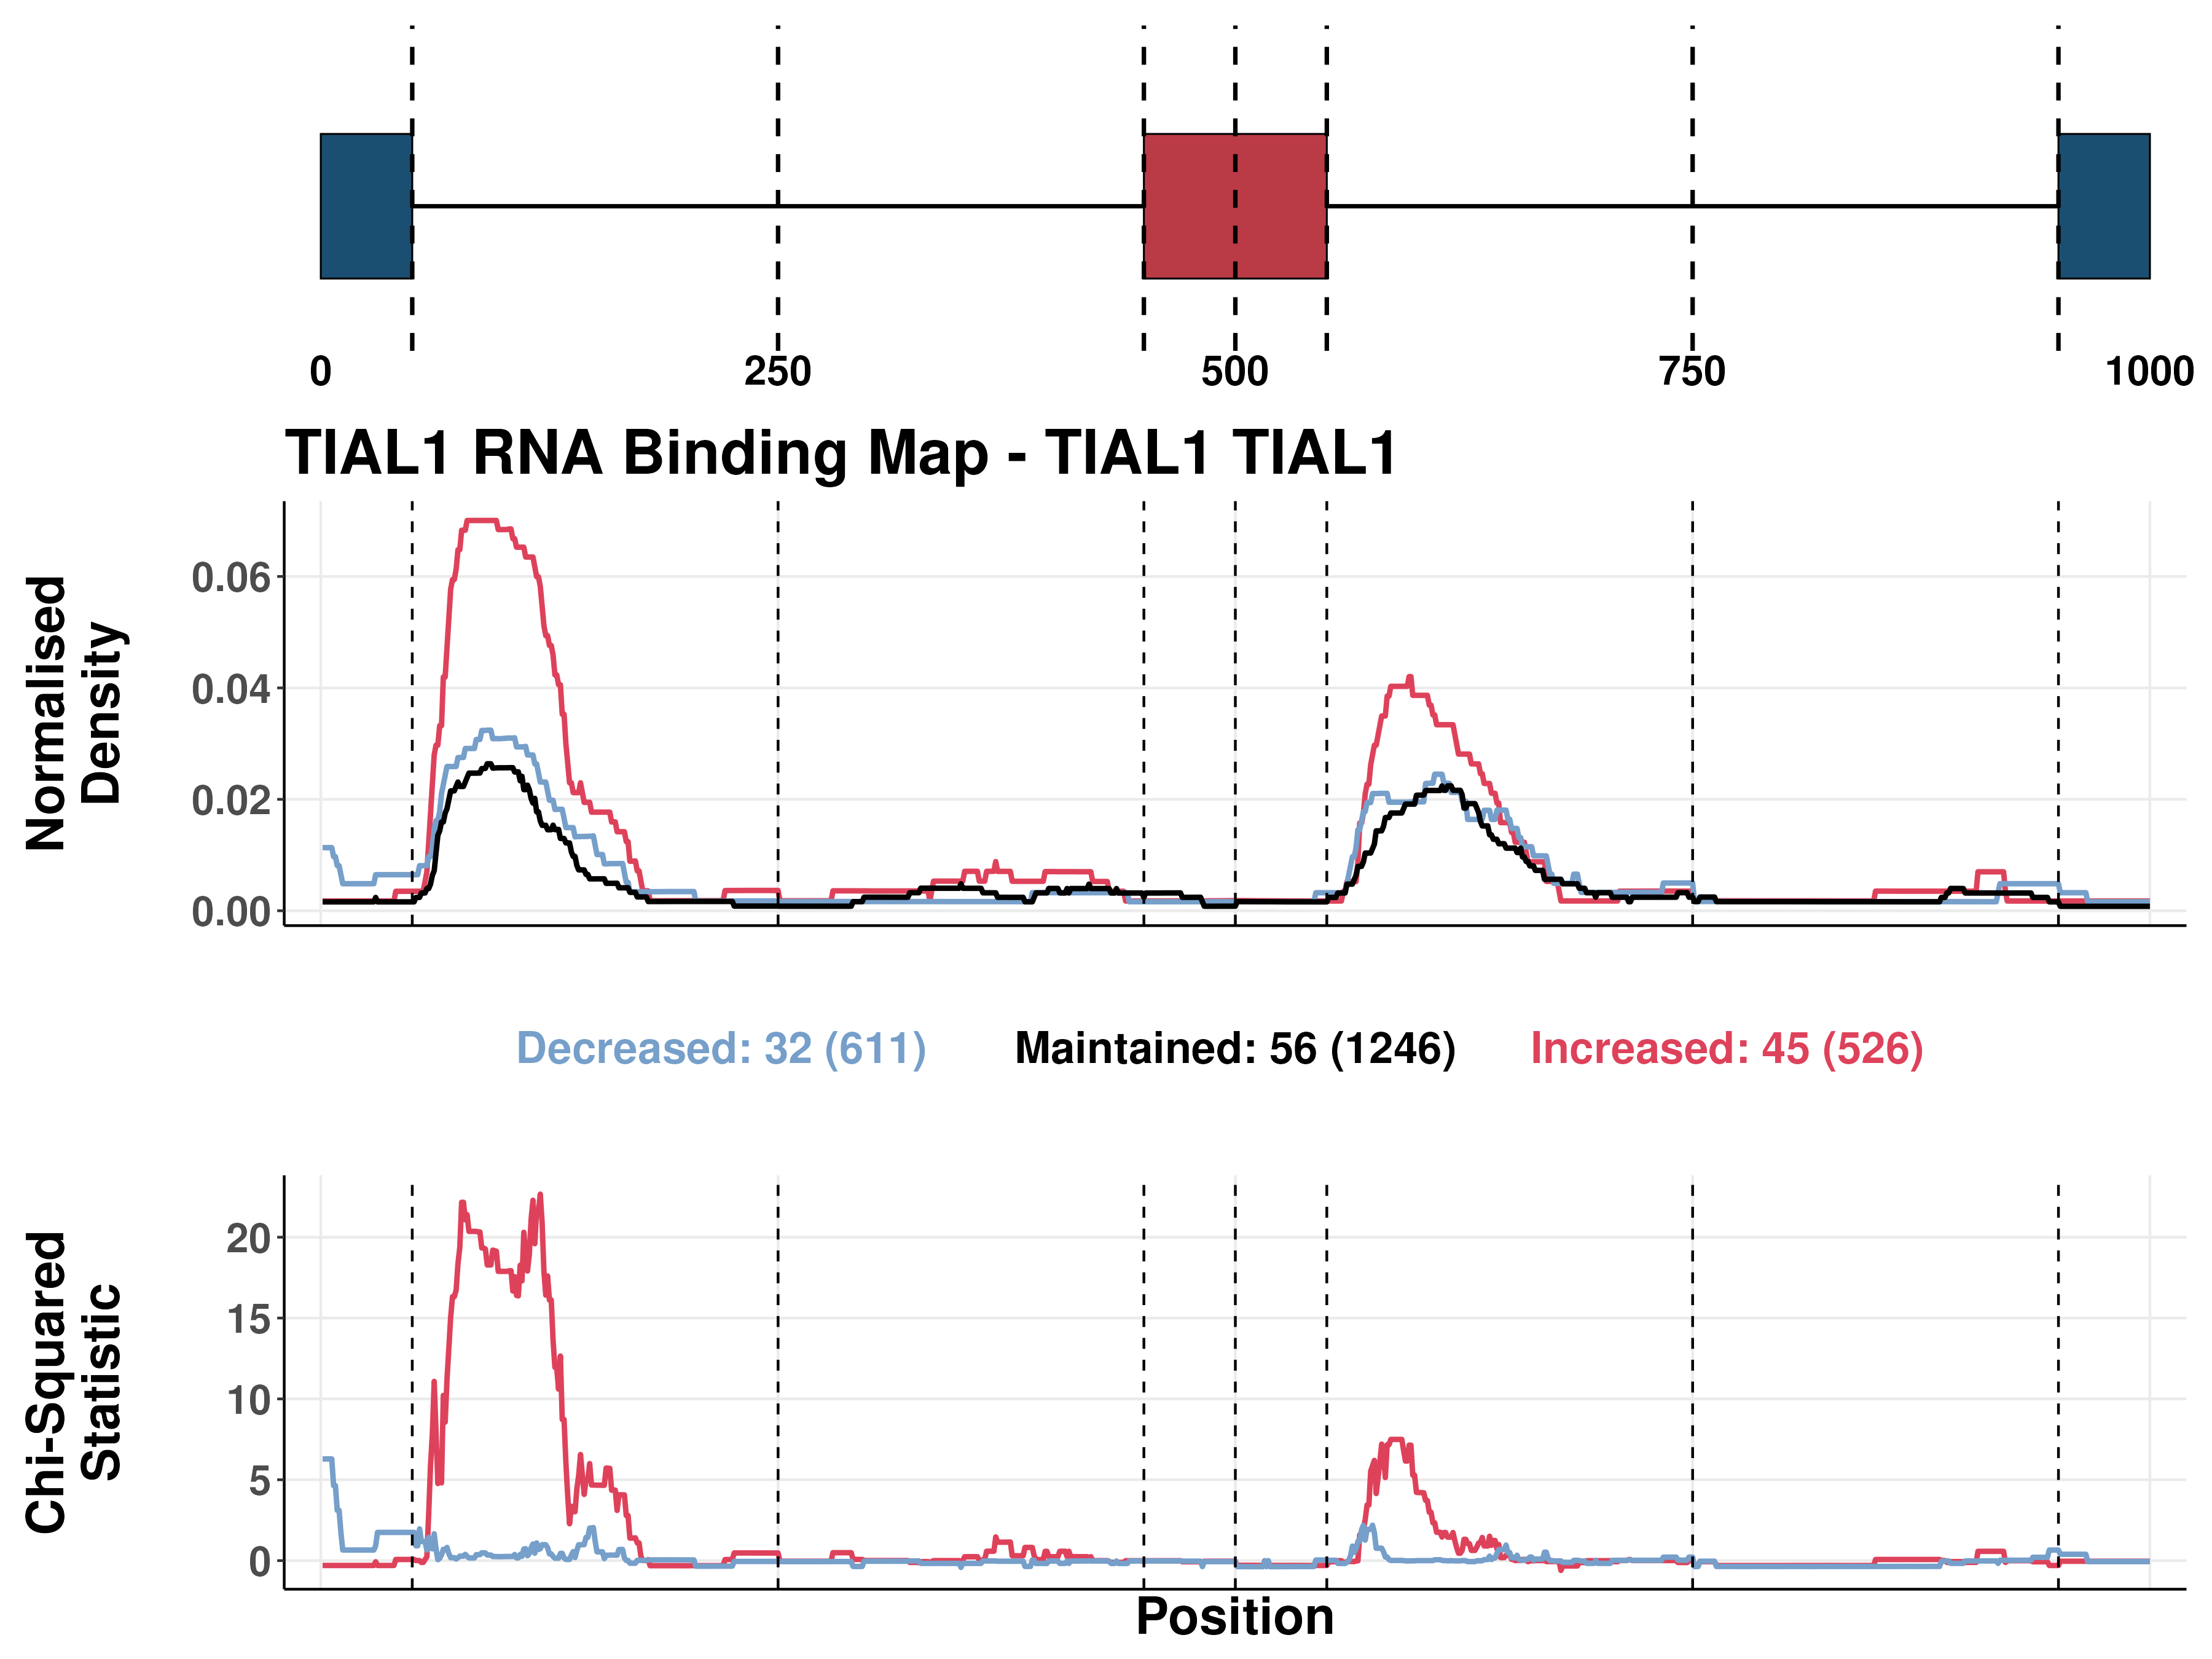 0 250 500 750 1000
TIAL1 RNA Binding Map - TIAL1 TIAL1
Normalised
Density
0.06
0.04
0.02
0.00
Decreased: 32 (611) Maintained: 56 (1246) Increased: 45 (526)
Chi-Squared
Statistic
20
15
10
5
0
Position